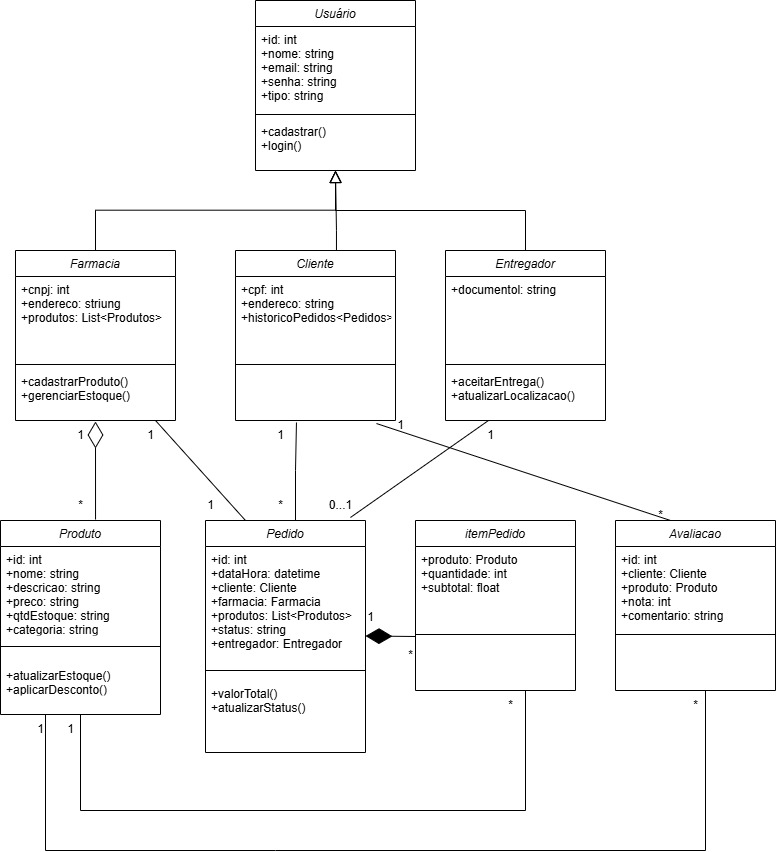 Usuário
+id: int
+nome: string
+email: string
+senha: string
+tipo: string
+cadastrar()
+login()
Farmacia
+cnpj: int
+endereco: striung
+produtos: List<Produtos>
+cadastrarProduto()
+gerenciarEstoque()
Cliente
+cpf: int
+endereco: string
+historicoPedidos<Pedidos>
Entregador
+documentol: string
+aceitarEntrega()
+atualizarLocalizacao()
1
1
1
1
1
*
1
*
0...1
*
Produto
+id: int
+nome: string
+descricao: string
+preco: string
+qtdEstoque: string
+categoria: string
+atualizarEstoque()
+aplicarDesconto()
Pedido
+id: int
+dataHora: datetime
+cliente: Cliente
+farmacia: Farmacia
+produtos: List<Produtos>
+status: string
+entregador: Entregador
+valorTotal()
+atualizarStatus()
1
*
itemPedido
+produto: Produto
+quantidade: int
+subtotal: float
Avaliacao
+id: int
+cliente: Cliente
+produto: Produto
+nota: int
+comentario: string
1
1
*
*